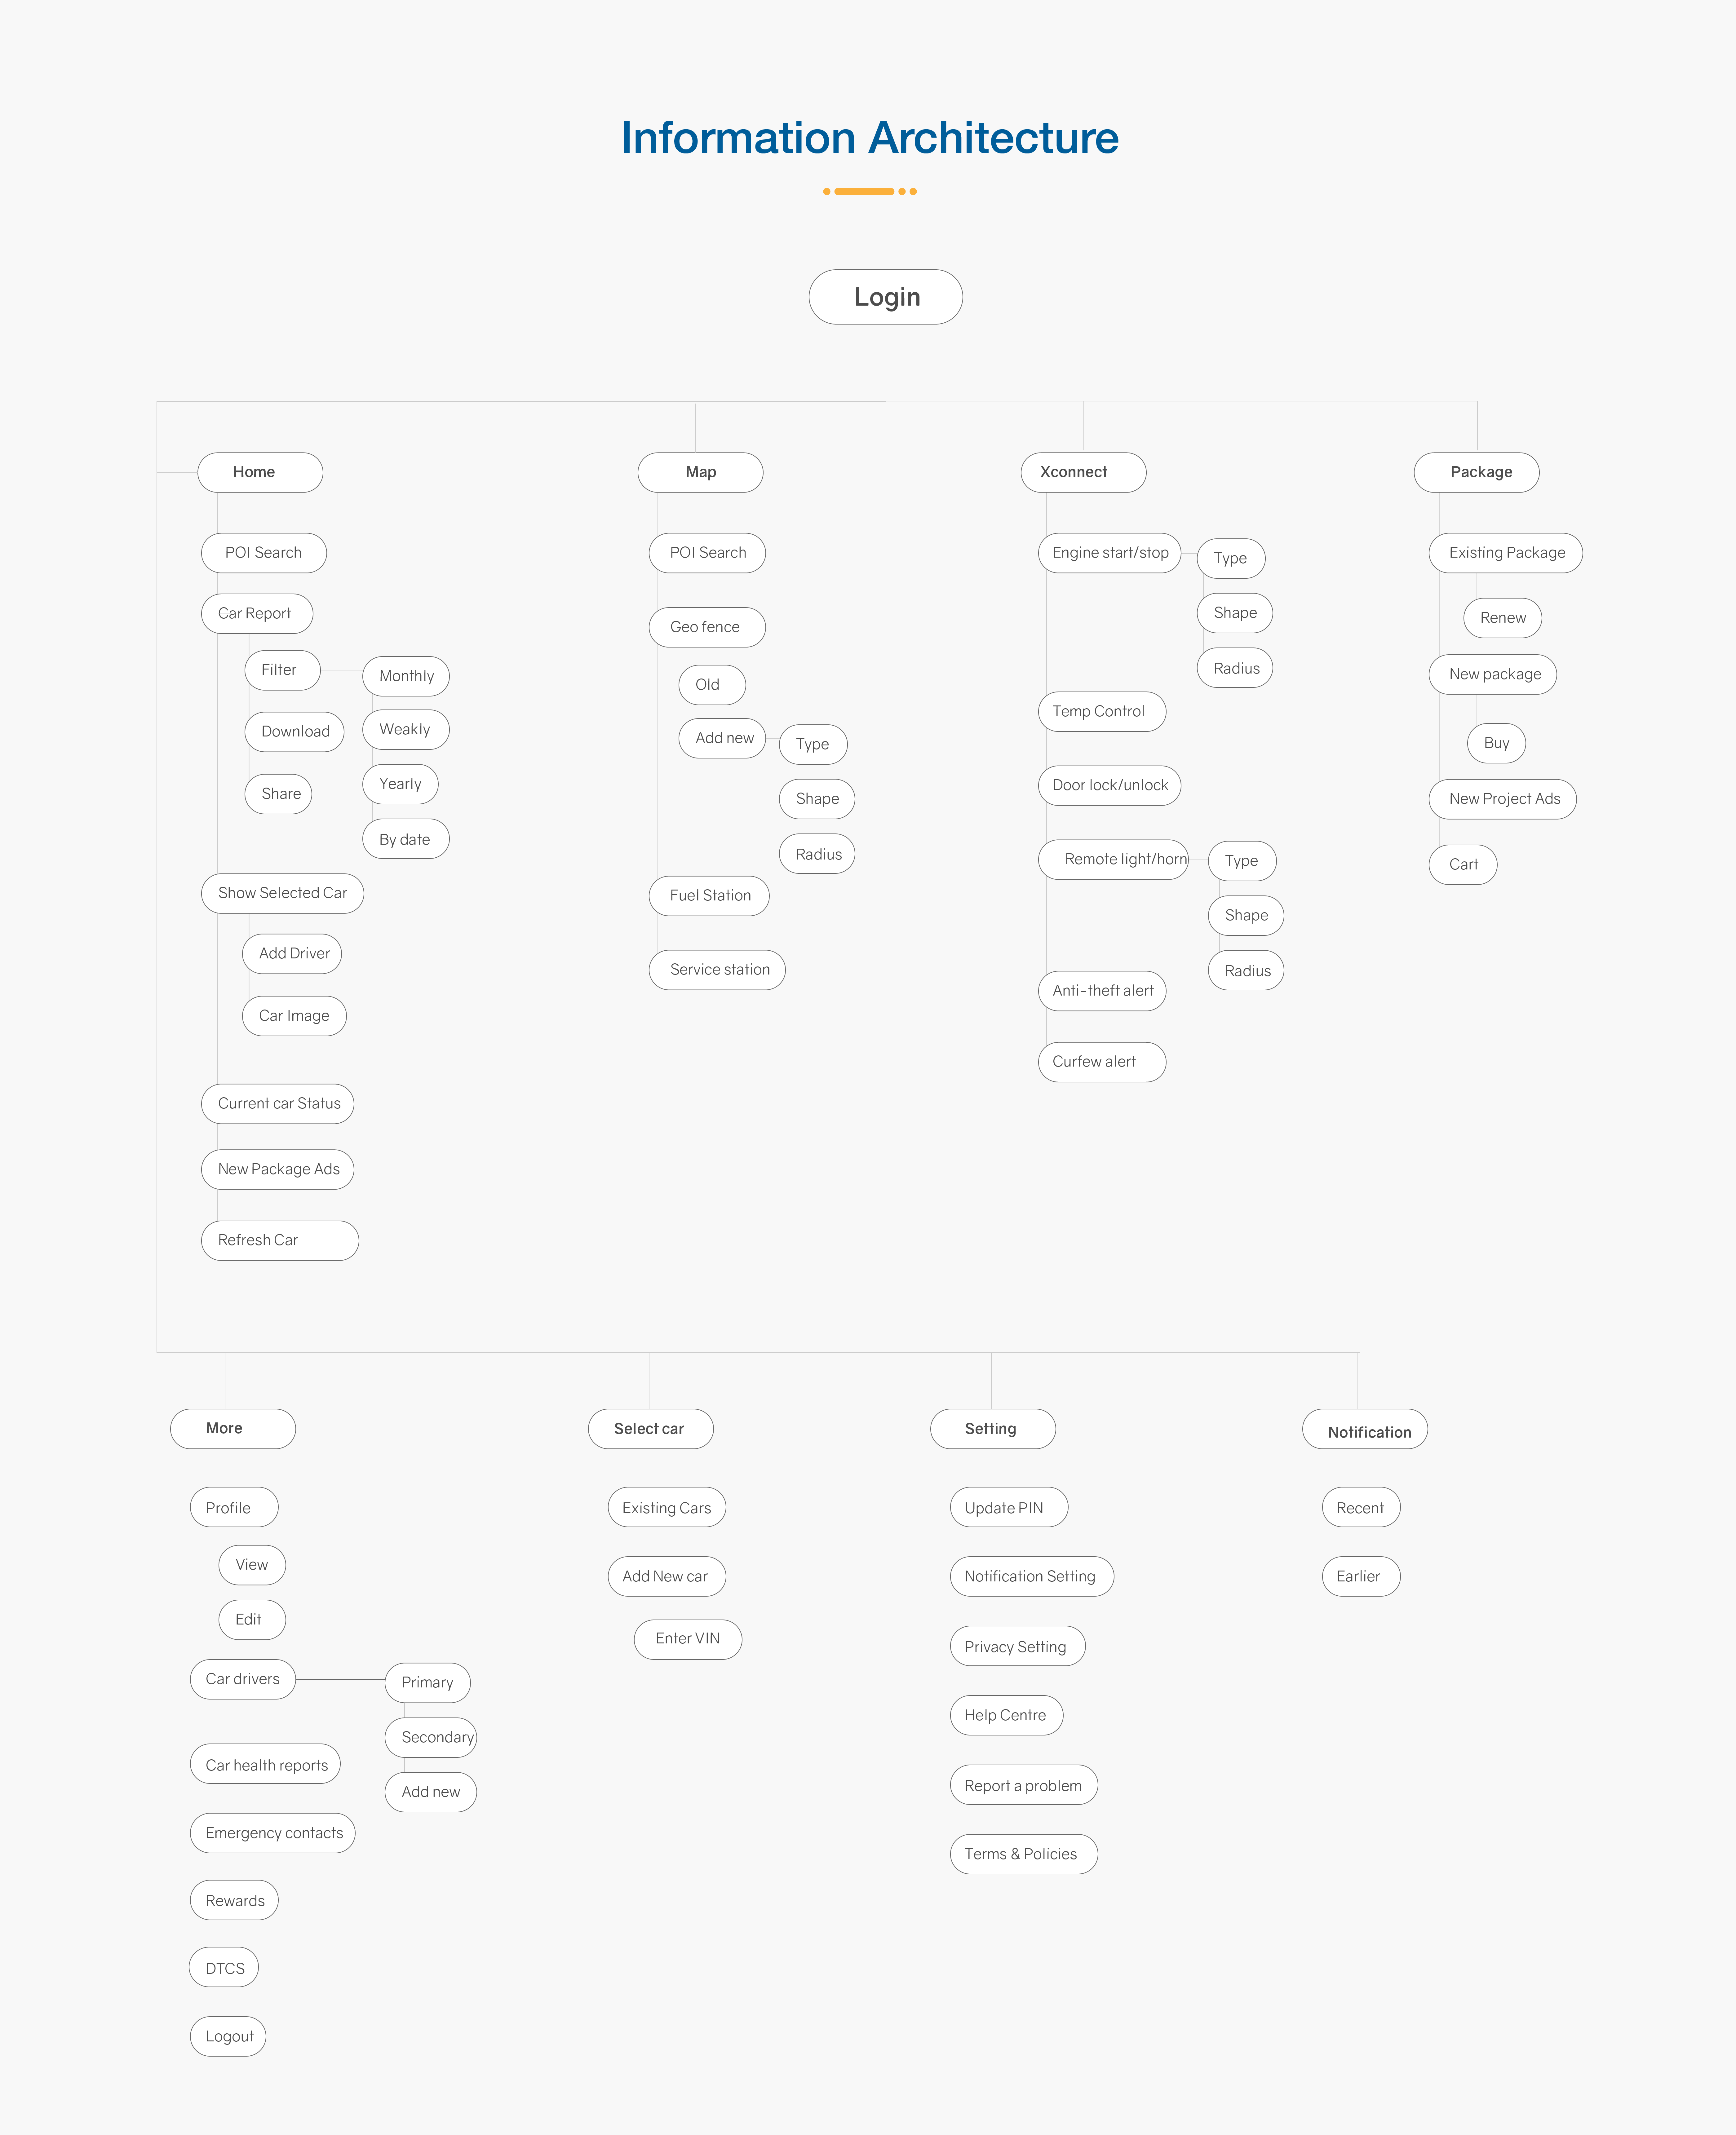 Information Architecture
Login
Home
POI Search
Car Report
Filter
Monthly
Weakly
Yearly
By date
Download
Share
Show Selected Car
Add Driver
Car Image
Current car Status
New Package Ads
Refresh Car
Map
POI Search
Geo fence
Old
Add new
Type
Shape
Radius
Fuel Station
Service station
Xconnect
Engine start/stop
Type
Shape
Radius
Temp Control
Door lock/unlock
Remote light/horn
Type
Shape
Radius
Anti-theft alert
Curfew alert
Package
Existing Package
Renew
New package
Buy
New Project Ads
Cart
More
Profile
View
Edit
Car drivers
Primary
Secondary
Add new
Car health reports
Emergency contacts
Rewards
DTCS
Logout
Select car
Existing Cars
Add New car
Enter VIN
Setting
Update PIN
Notification Setting
Privacy Setting
Help Centre
Report a problem
Terms & Policies
Notification
Recent
Earlier